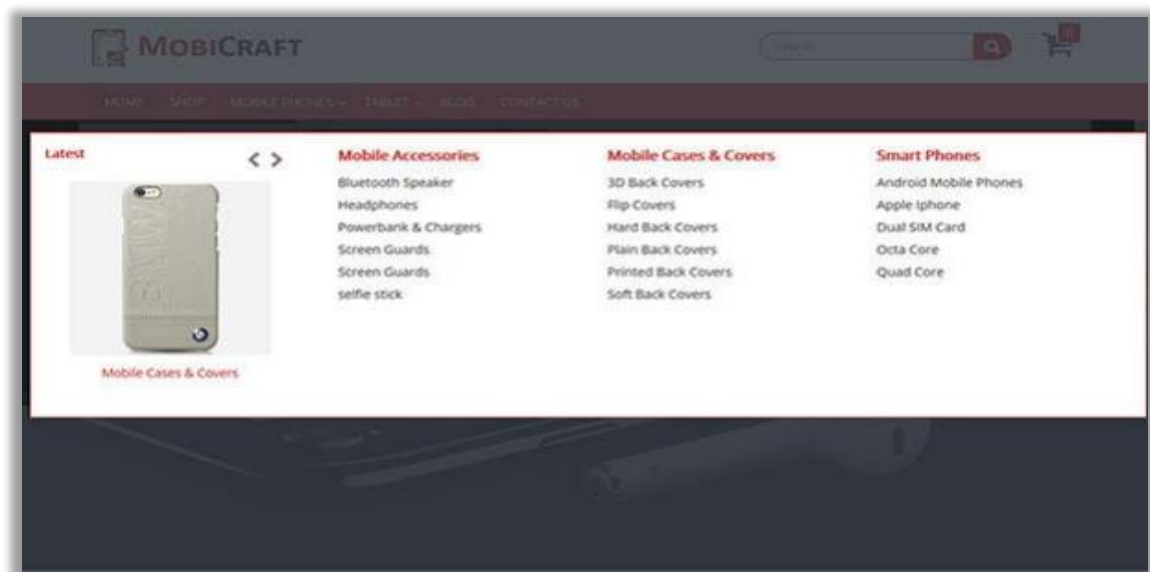 MOBICRAFT
Search
0
HOME SHOP MOBILE PHONES TABLET BLOG CONTACT US
Latest
BMW
Mobile Cases & Covers
Mobile Accessories
Bluetooth Speaker
Headphones
Powerbank & Chargers
Screen Guards
Screen Guards
selfie stick
Mobile Cases & Covers
3D Back Covers
Flip Covers
Hard Back Covers
Plain Back Covers
Printed Back Covers
Soft Back Covers
Smart Phones
Android Mobile Phones
Apple Iphone
Dual SIM Card
Octa Core
Quad Core